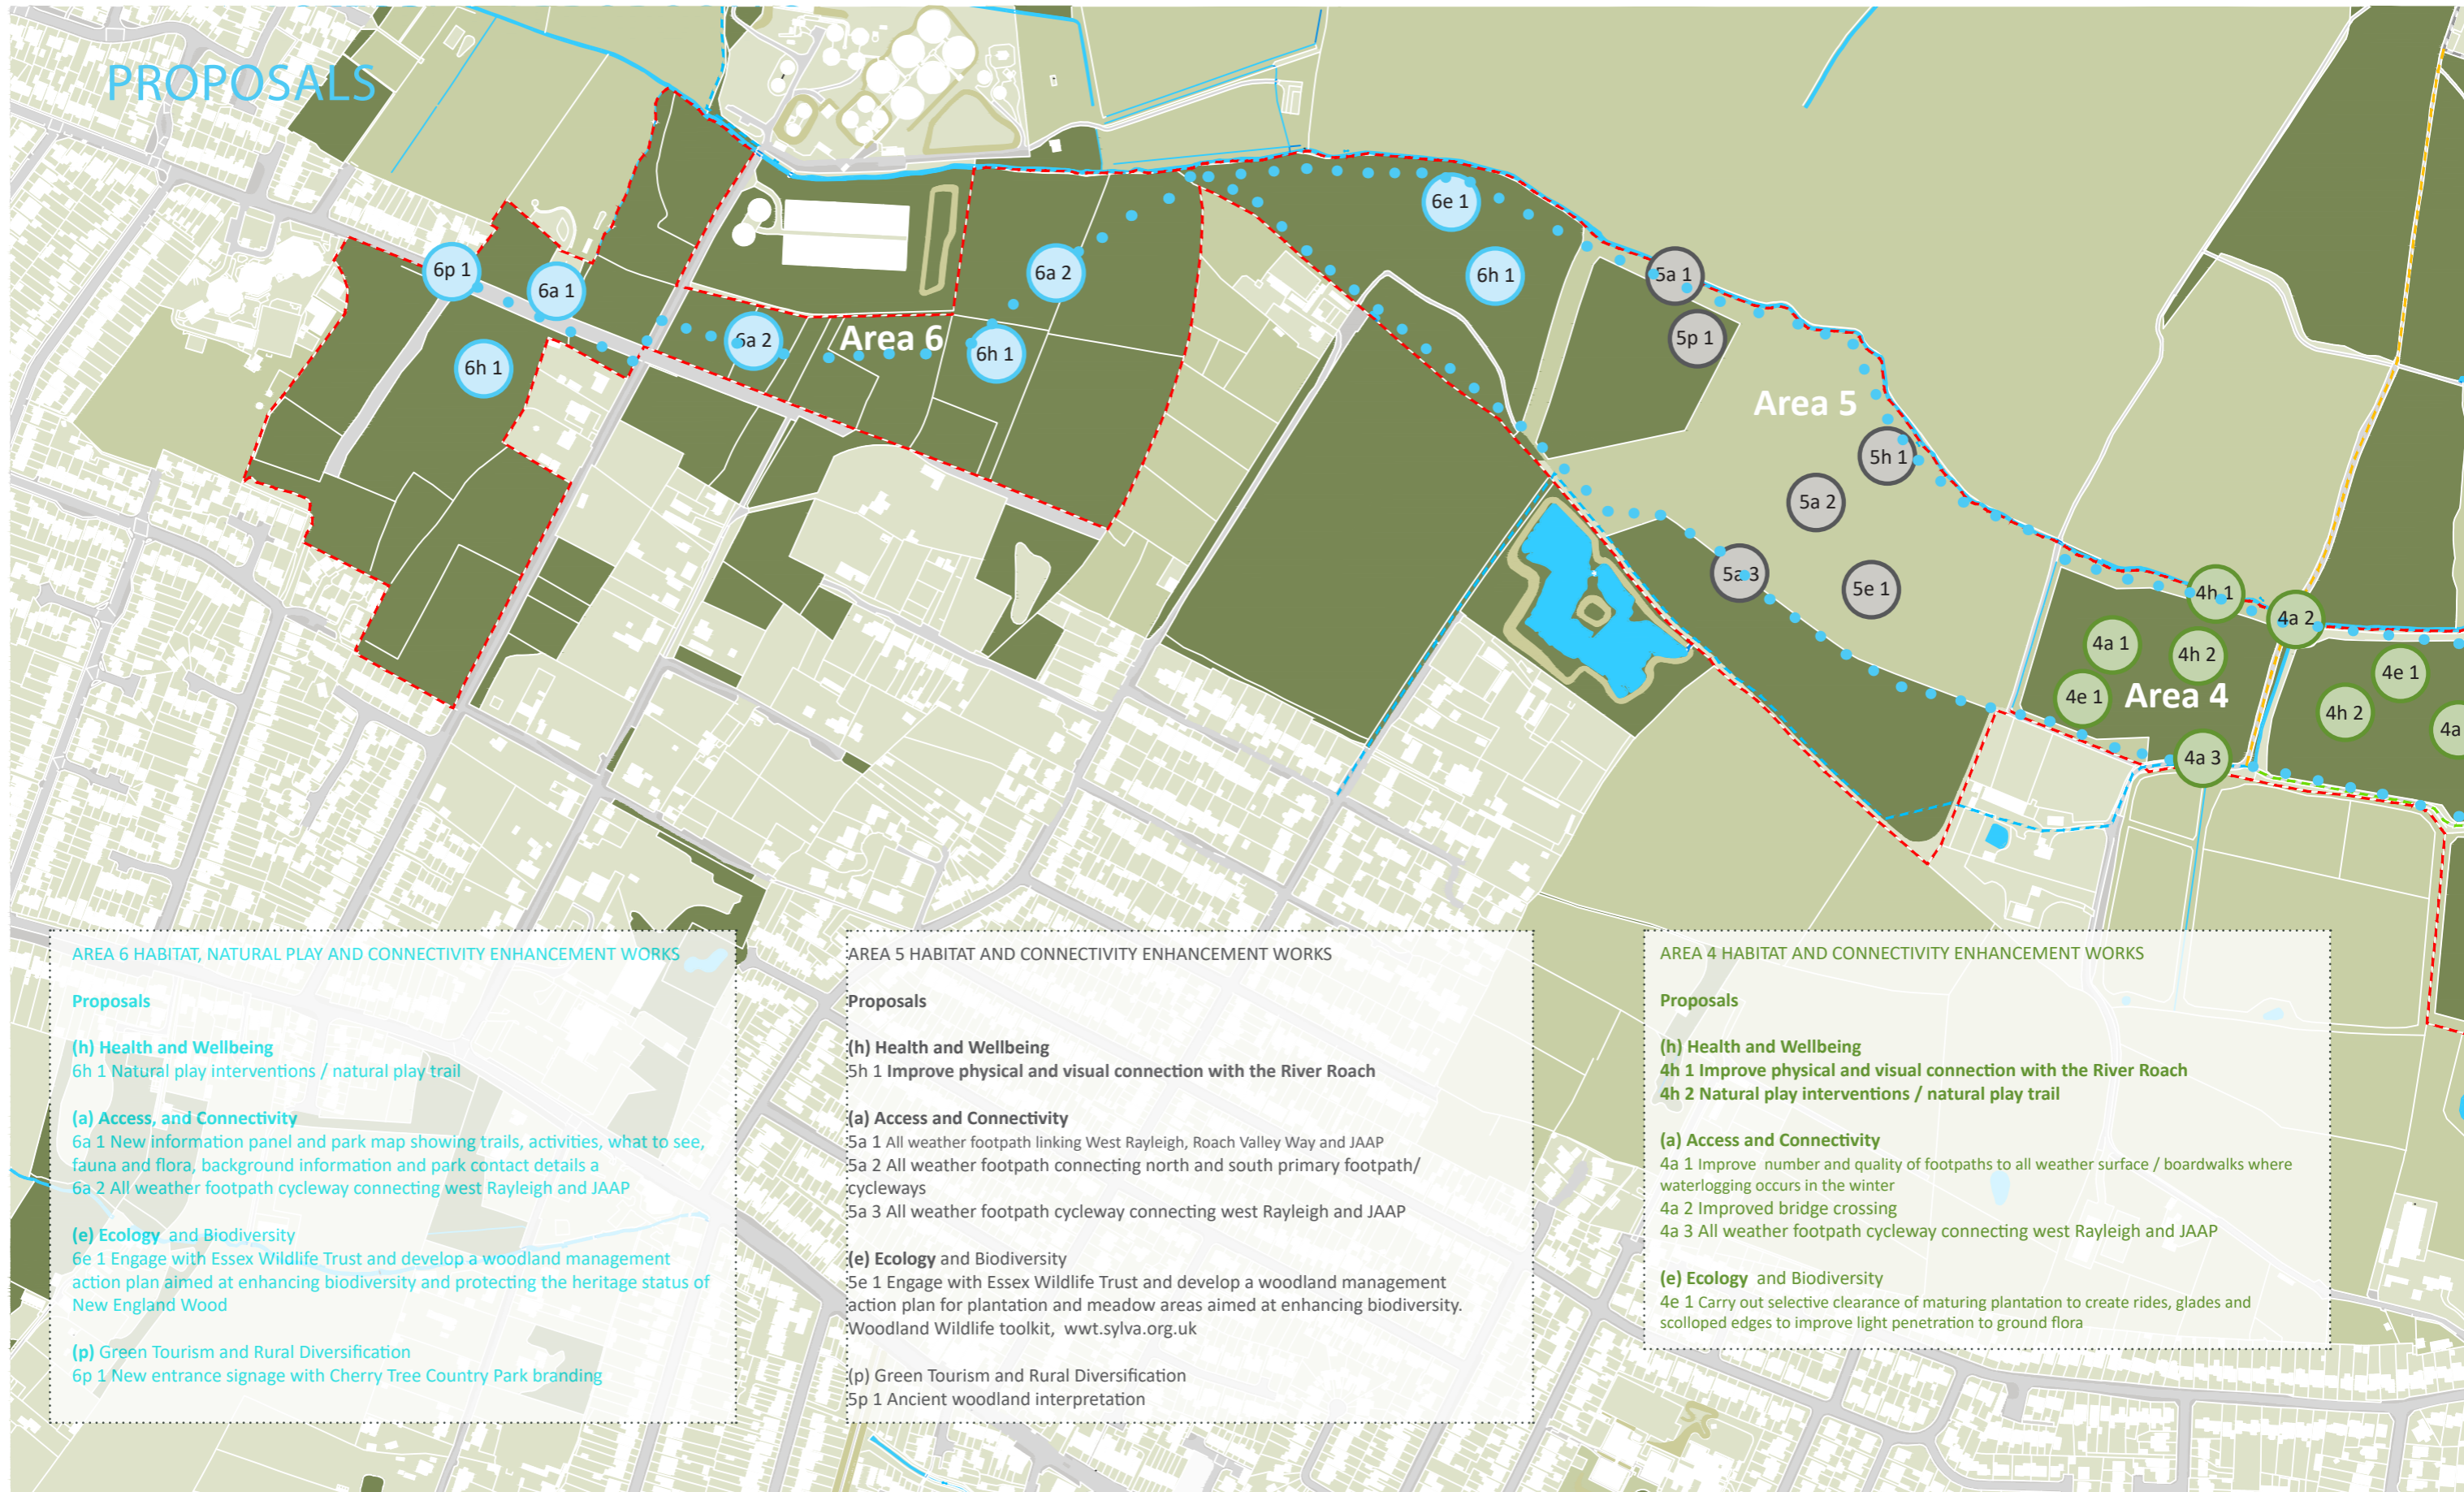 PROPOSALS
6p 1
6a 1
6h 1
6a 2
Area 6
6a 2
6h 1
6e 1
6h 1
5a 1
5p 1
Area 5
5h 1
5a 2
5a 3
5e 1
4h 1
4a 2
4a 1
4h 2
4e 1
Area 4
4a 3
4e 1
4h 2
4a
AREA 6 HABITAT, NATURAL PLAY AND CONNECTIVITY ENHANCEMENT WORKS
Proposals
(h) Health and Wellbeing
6h 1 Natural play interventions / natural play trail
(a) Access, and Connectivity
6a 1 New information panel and park map showing trails, activities, what to see,
fauna and flora, background information and park contact details a
6a 2 All weather footpath cycleway connecting west Rayleigh and JAAP
(e) Ecology and Biodiversity
6e 1 Engage with Essex Wildlife Trust and develop a woodland management
action plan aimed at enhancing biodiversity and protecting the heritage status of
New England Wood
(p) Green Tourism and Rural Diversification
6p 1 New entrance signage with Cherry Tree Country Park branding
AREA 5 HABITAT AND CONNECTIVITY ENHANCEMENT WORKS
Proposals
(h) Health and Wellbeing
5h 1 Improve physical and visual connection with the River Roach
(a) Access and Connectivity
5a 1 All weather footpath linking West Rayleigh, Roach Valley Way and JAAP
5a 2 All weather footpath connecting north and south primary footpath/
cycleways
5a 3 All weather footpath cycleway connecting west Rayleigh and JAAP
(e) Ecology and Biodiversity
5e 1 Engage with Essex Wildlife Trust and develop a woodland management
action plan for plantation and meadow areas aimed at enhancing biodiversity.
Woodland Wildlife toolkit, wwt.sylva.org.uk
(p) Green Tourism and Rural Diversification
5p 1 Ancient woodland interpretation
AREA 4 HABITAT AND CONNECTIVITY ENHANCEMENT WORKS
Proposals
(h) Health and Wellbeing
4h 1 Improve physical and visual connection with the River Roach
4h 2 Natural play interventions / natural play trail
(a) Access and Connectivity
4a 1 Improve number and quality of footpaths to all weather surface / boardwalks where
waterlogging occurs in the winter
4a 2 Improved bridge crossing
4a 3 All weather footpath cycleway connecting west Rayleigh and JAAP
(e) Ecology and Biodiversity
4e 1 Carry out selective clearance of maturing plantation to create rides, glades and
scolloped edges to improve light penetration to ground flora